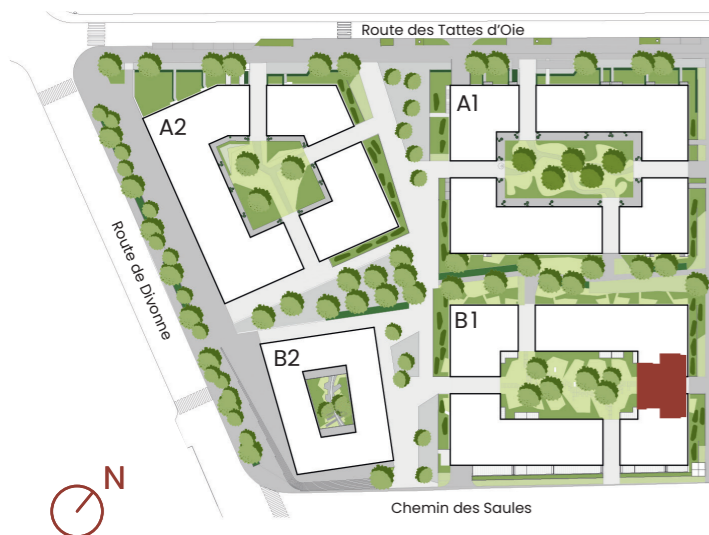 Route des Tattes d'Oie
A2
A1
Route de Divonne
B1
B2
N
Chemin des Saules